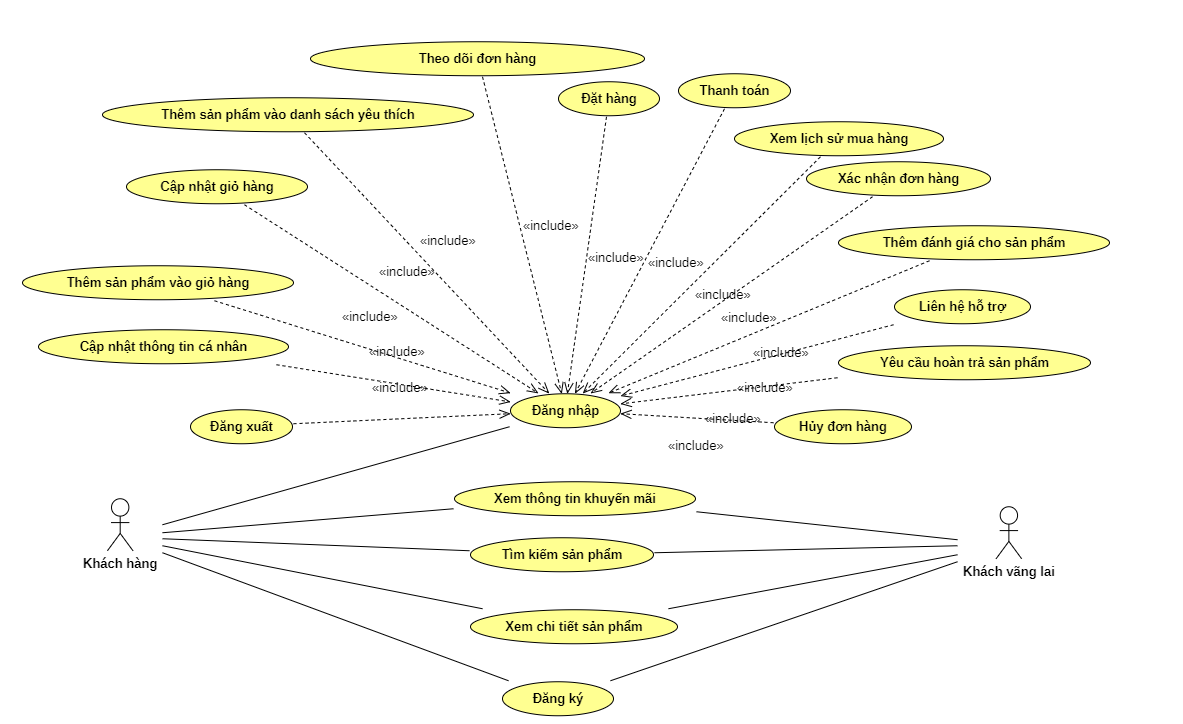 Theo dõi đơn hàng
Đặt hàng
Thanh toán
Thêm sản phẩm vào danh sách yêu thích
Xem lịch sử mua hàng
Xác nhận đơn hàng
Cập nhật giỏ hàng
«include»
«include»
Thêm đánh giá cho sản phẩm
«include»
«include»
«include»
Thêm sản phẩm vào giỏ hàng
«include»
Liên hệ hỗ trợ
«include»
«include»
Cập nhật thông tin cá nhân
«include»
«include»
Yêu cầu hoàn trả sản phẩm
«include»
«include»
Đăng nhập
«include»
Đăng xuất
Hủy đơn hàng
«include»
Xem thông tin khuyến mãi
Tìm kiếm sản phẩm
Khách hàng
Khách vãng lai
Xem chi tiết sản phẩm
Đăng ký